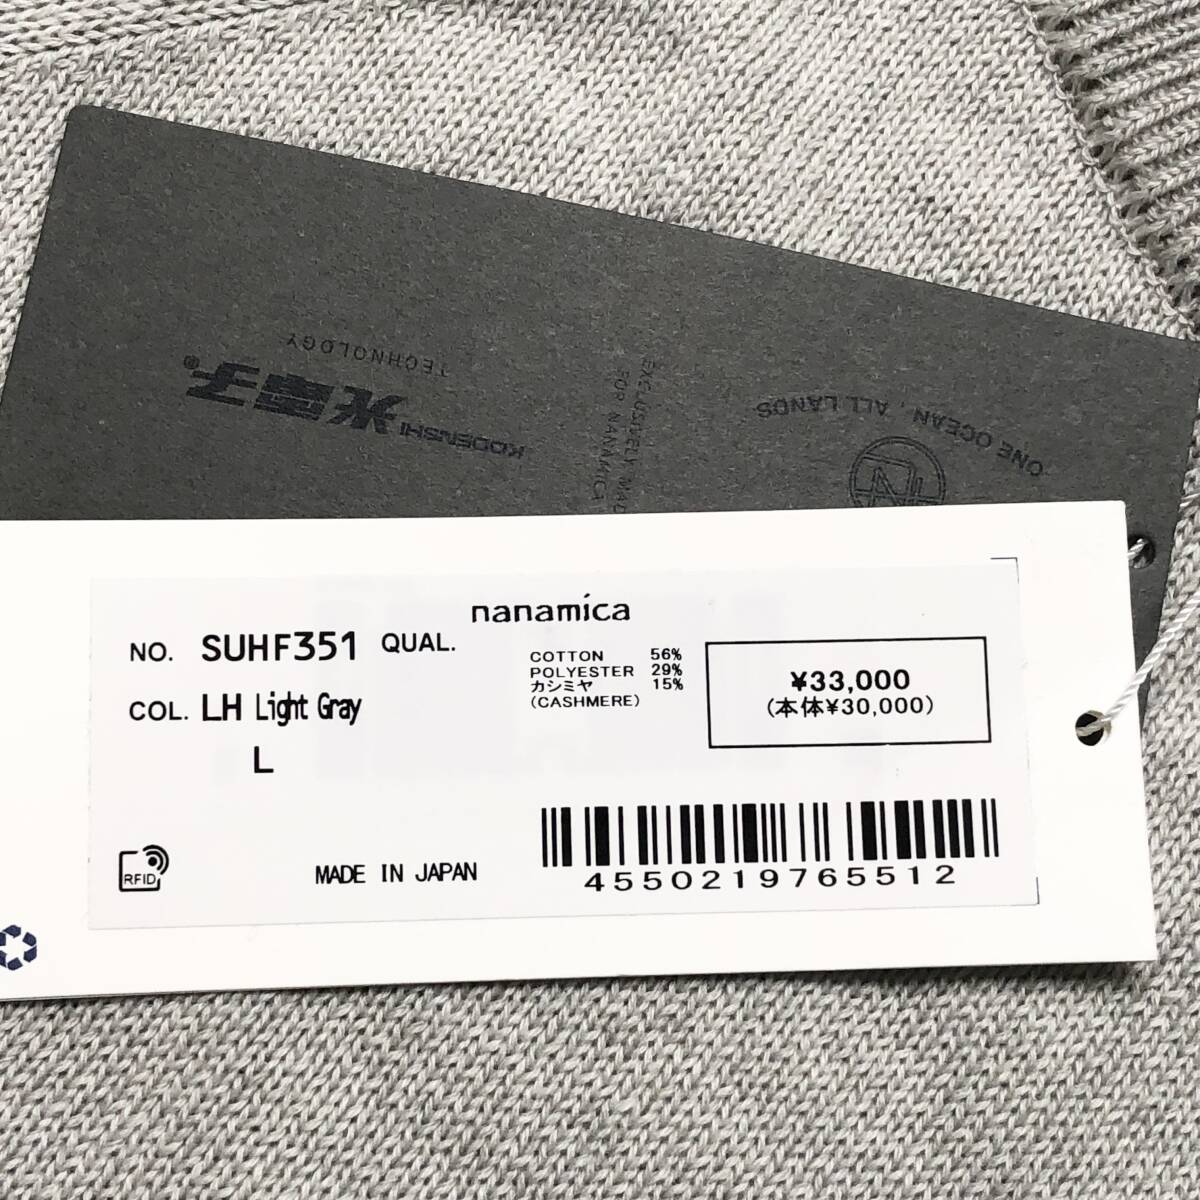 TECHNOLOGY
光電子®
KODENSHI
EXCLUSIVELY
FOR NANAMICA
ONE OCEAN, ALL LANDS
nanamica
NO. SUHF351 QUAL.
COL. LH Light Gray
L
COTTON 56%
POLYESTER 29%
カシミヤ 15%
(CASHMERE)
¥33,000
(本体¥30,000)
RFID
MADE IN JAPAN
4550219765512